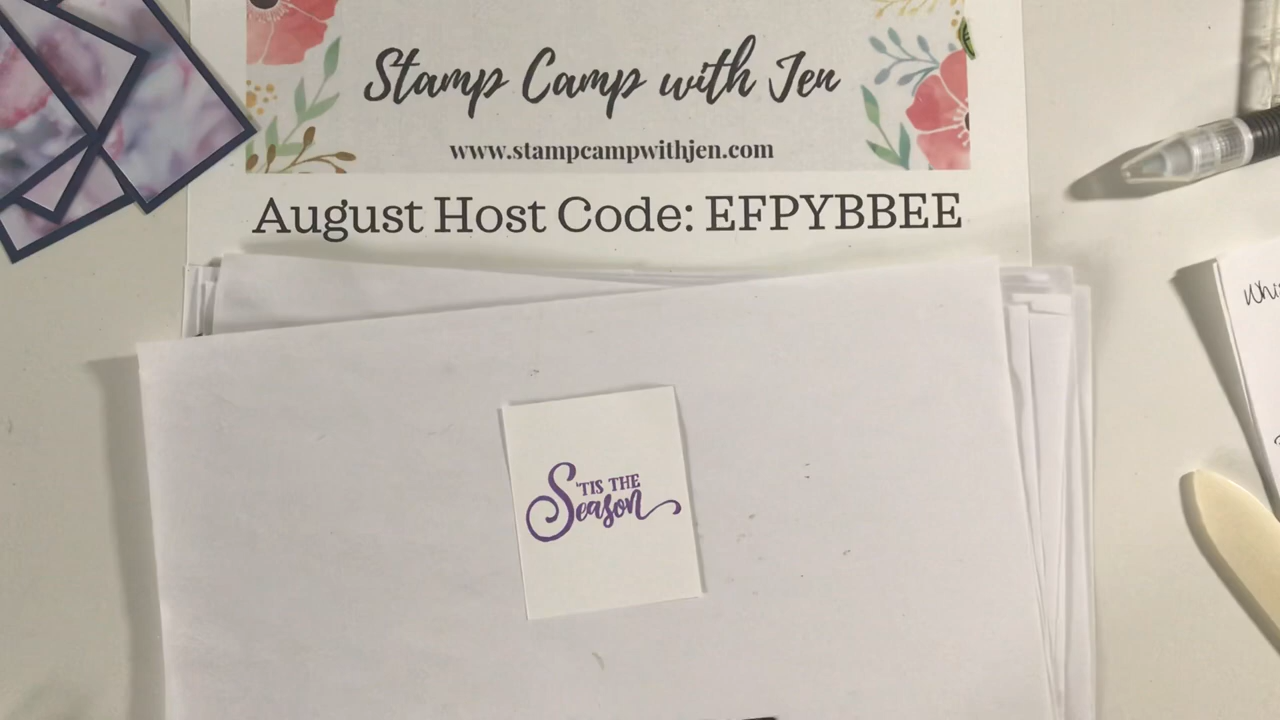 Stamp Camp with Jen
www.stampcampwithjen.com
August Host Code: EFPYBBEE
'TIS THE
Season